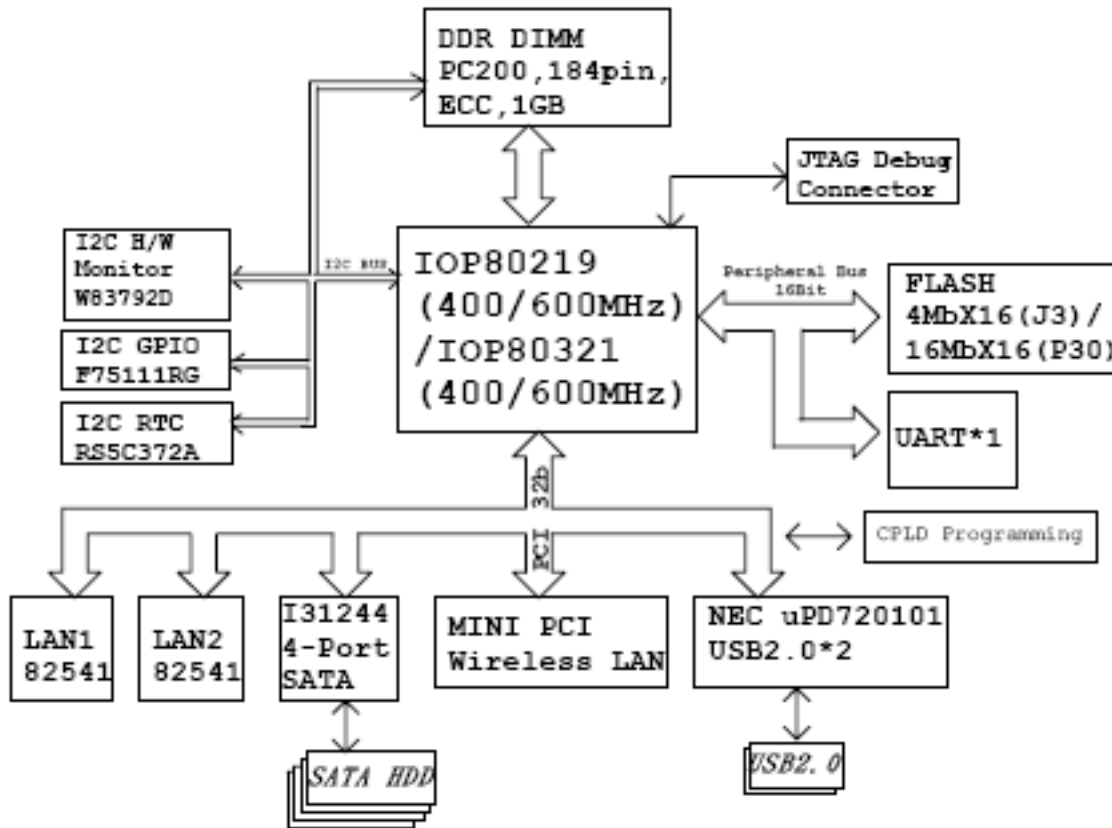 DDR DIMM
PC200,184pin,
ECC,1GB
JTAG Debug
Connector
I2C H/W
Monitor
W83792D
I2C BUS
IOP80219
(400/600MHz)
/IOP80321
(400/600MHz)
Peripheral Bus
16Bit
FLASH
4MbX16(J3)/
16MbX16(P30)
I2C GPIO
F75111RG
I2C RTC
RS5C372A
UART*1
PCI 32b
CPLD Programming
LAN1
82541
LAN2
82541
I31244
4-Port
SATA
MINI PCI
Wireless LAN
NEC uPD720101
USB2.0*2
SATA HDD
USB2.0